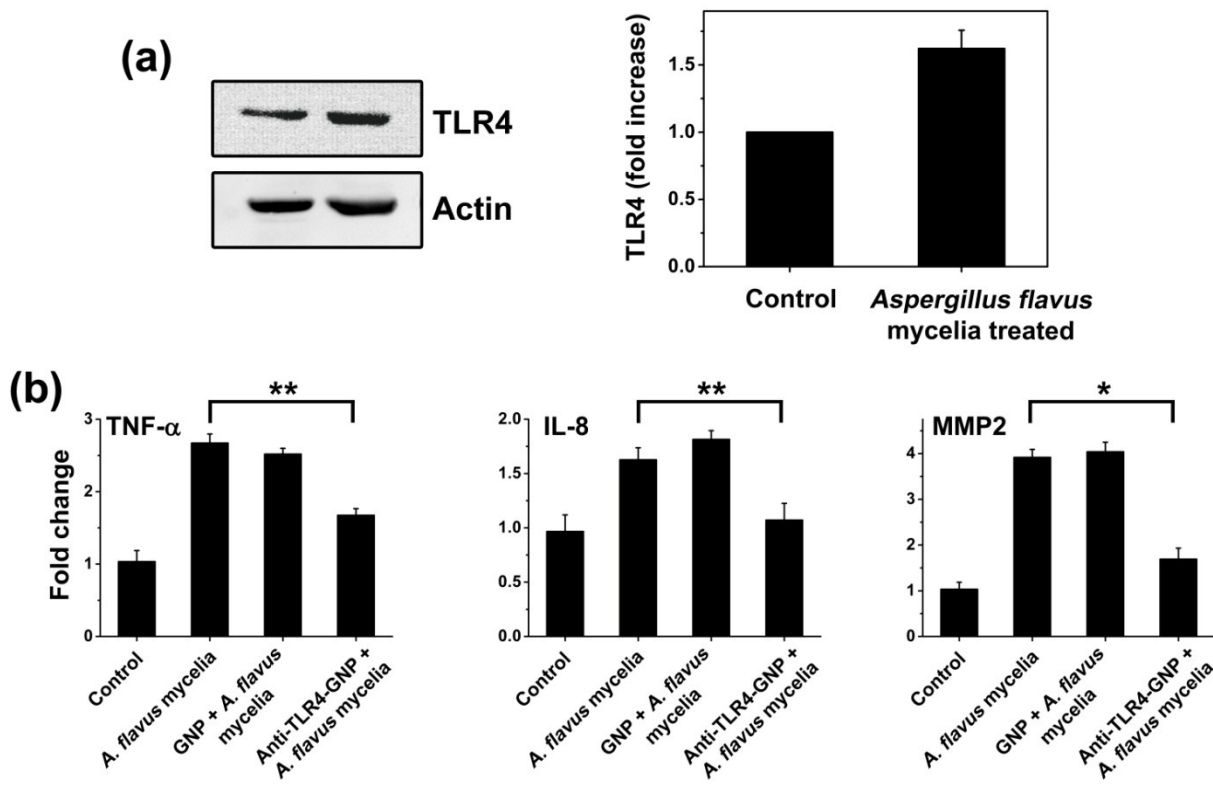 (a)
TLR4
Actin
TLR4 (fold increase)
1.5
1.0
0.5
0.0
Control
Aspergillus flavus
mycelia treated
(b)
Fold change
TNF-α
**
3
2
1
0
Control
A. flavus mycelia
GNP + A. flavus
mycelia
Anti-TLR4-GNP +
A. flavus mycelia
IL-8
**
2.0
1.5
1.0
0.5
0.0
Control
A. flavus mycelia
GNP + A. flavus
mycelia
Anti-TLR4-GNP +
A. flavus mycelia
MMP2
*
4
3
2
1
0
Control
A. flavus mycelia
GNP + A. flavus
mycelia
Anti-TLR4-GNP +
A. flavus mycelia